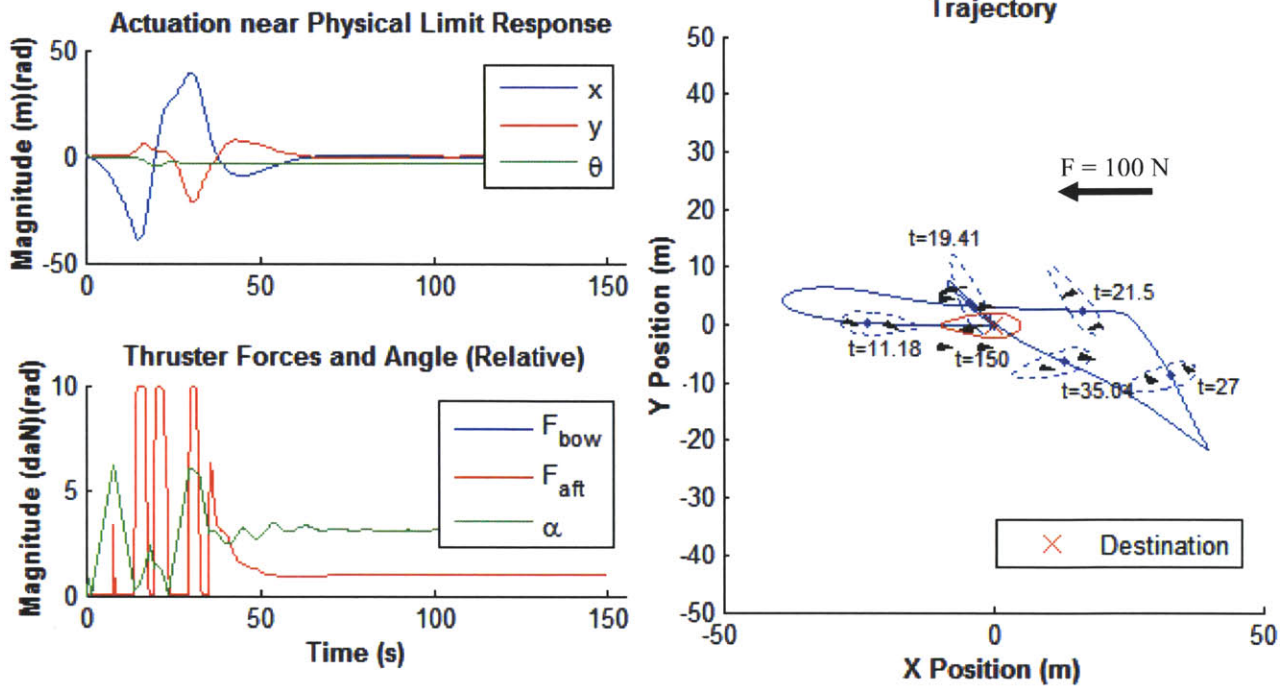 Actuation near Physical Limit Response
Magnitude (m)(rad)
50
0
-50
0
50
100
150
x
y
θ
Thruster Forces and Angle (Relative)
Magnitude (daN)(rad)
10
5
0
0
50
100
150
Time (s)
F_bow
F_aft
α
Trajectory
Y Position (m)
50
40
30
20
10
0
-10
-20
-30
-40
-50
-50
0
50
X Position (m)
F = 100 N
t=19.41
t=21.5
t=11.18
t=150
t=35.04
t=27
Destination